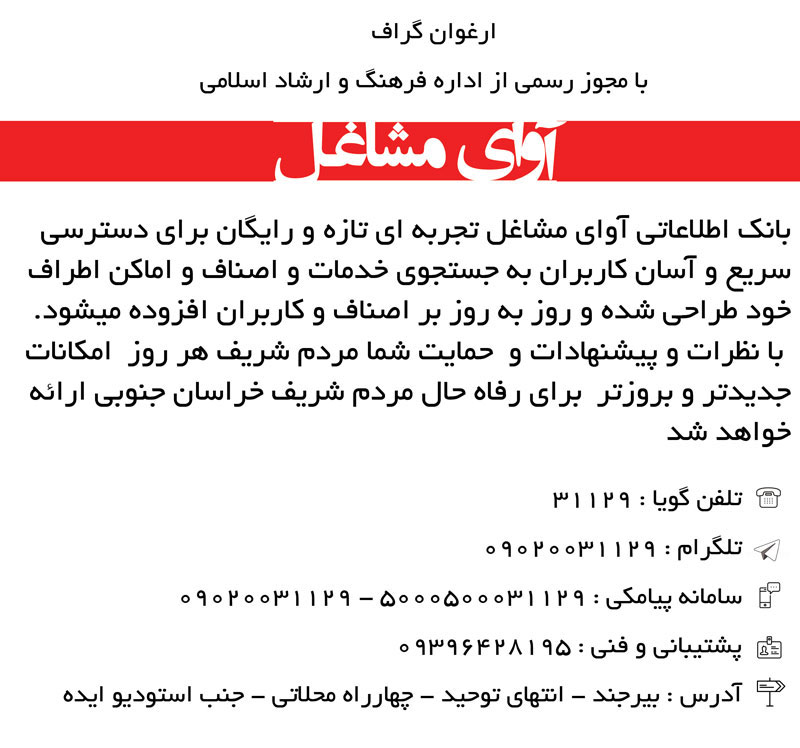 ارغوان گراف
با مجوز رسمی از اداره فرهنگ و ارشاد اسلامی
آوای مشاغل
بانک اطلاعاتی آوای مشاغل تجربه ای تازه و رایگان برای دسترسی
سریع و آسان کاربران به جستجوی خدمات و اصناف و اماکن اطراف
خود طراحی شده و روز به روز بر اصناف و کاربران افزوده میشود.
با نظرات و پیشنهادات و حمایت شما مردم شریف هر روز امکانات
جدیدتر و بروزتر برای رفاه حال مردم شریف خراسان جنوبی ارائه
خواهد شد
تلفن گویا : ۳۱۱۲۹
تلگرام : ۰۹۰۲۰۰۳۱۱۲۹
سامانه پیامکی : ۵۰۰۰۵۰۰۰۳۱۱۲۹ – ۰۹۰۲۰۰۳۱۱۲۹
پشتیبانی و فنی : ۰۹۳۹۶۴۲۸۱۹۵
آدرس : بیرجند – انتهای توحید – چهارراه محلاتی – جنب استودیو ایده